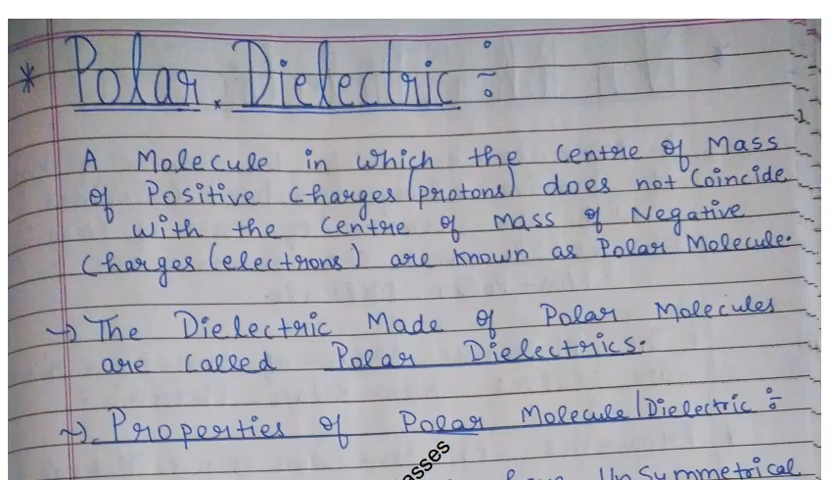 * Polar Dielectric :-
A Molecule in which the Centre of Mass
of Positive Charges (protons) does not Coincide
with the Centre of Mass of Negative
Charges (electrons) are known as Polar Molecule.
→ The Dielectric Made of Polar Molecules
are Called Polar Dielectrics.
→ Properties of Polar Molecule/Dielectric :-
UnSymmetrical